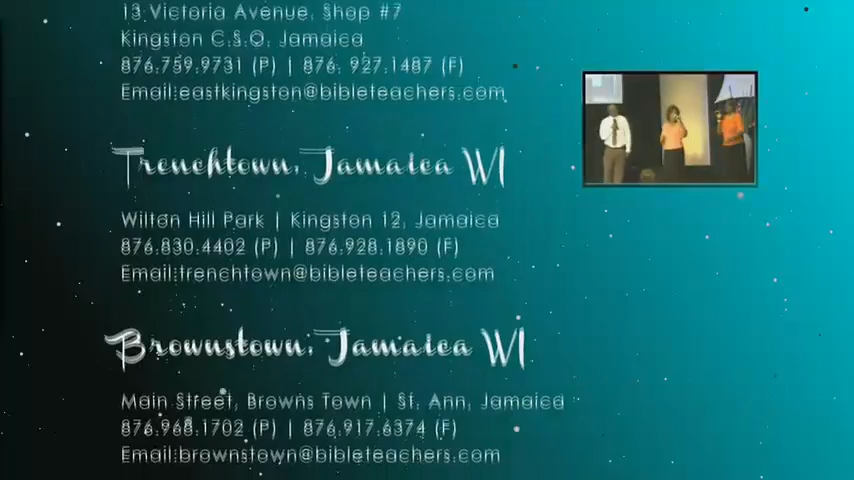 13 Victoria Avenue, Shop #7
Kingston C.S.O, Jamaica
876.759.9731 (P) | 876. 927.1487 (F)
Email:eastkingston@bibleteachers.com
Trenchtown, Jamaica WI
Wilton Hill Park | Kingston 12, Jamaica
876.830.4402 (P) | 876.928.1890 (F)
Email:trenchtown@bibleteachers.com
Brownstown, Jamaica WI
Main Street, Browns Town | St. Ann, Jamaica
876.968.1702 (P) | 876.917.6374 (F)
Email:brownstown@bibleteachers.com